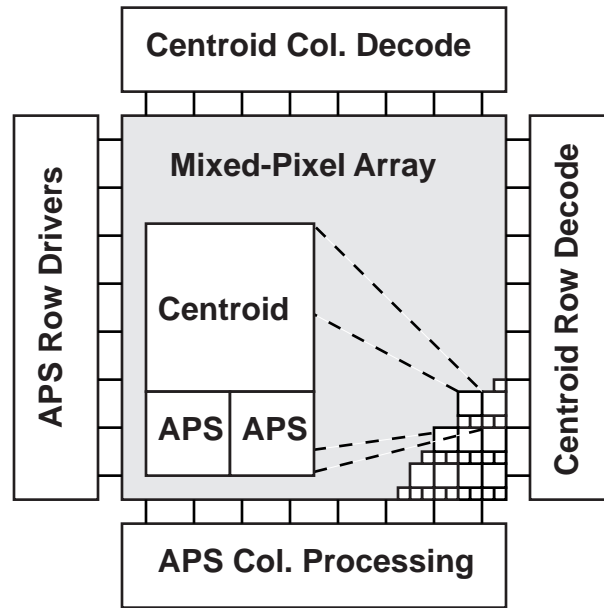 Centroid Col. Decode
APS Row Drivers
Mixed-Pixel Array
Centroid
APS APS
Centroid Row Decode
APS Col. Processing